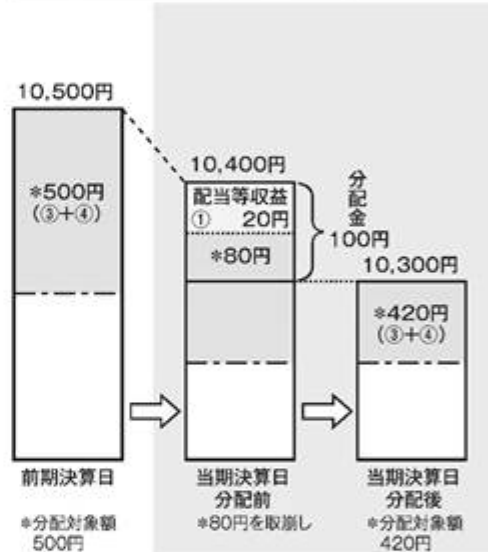 10,500円
*500円
(③+④)
前期決算日
*分配対象額
500円
10,400円
配当等収益
① 20円
*80円
分配金
100円
当期決算日
分配前
*80円を取崩し
10,300円
*420円
(③+④)
当期決算日
分配後
*分配対象額
420円